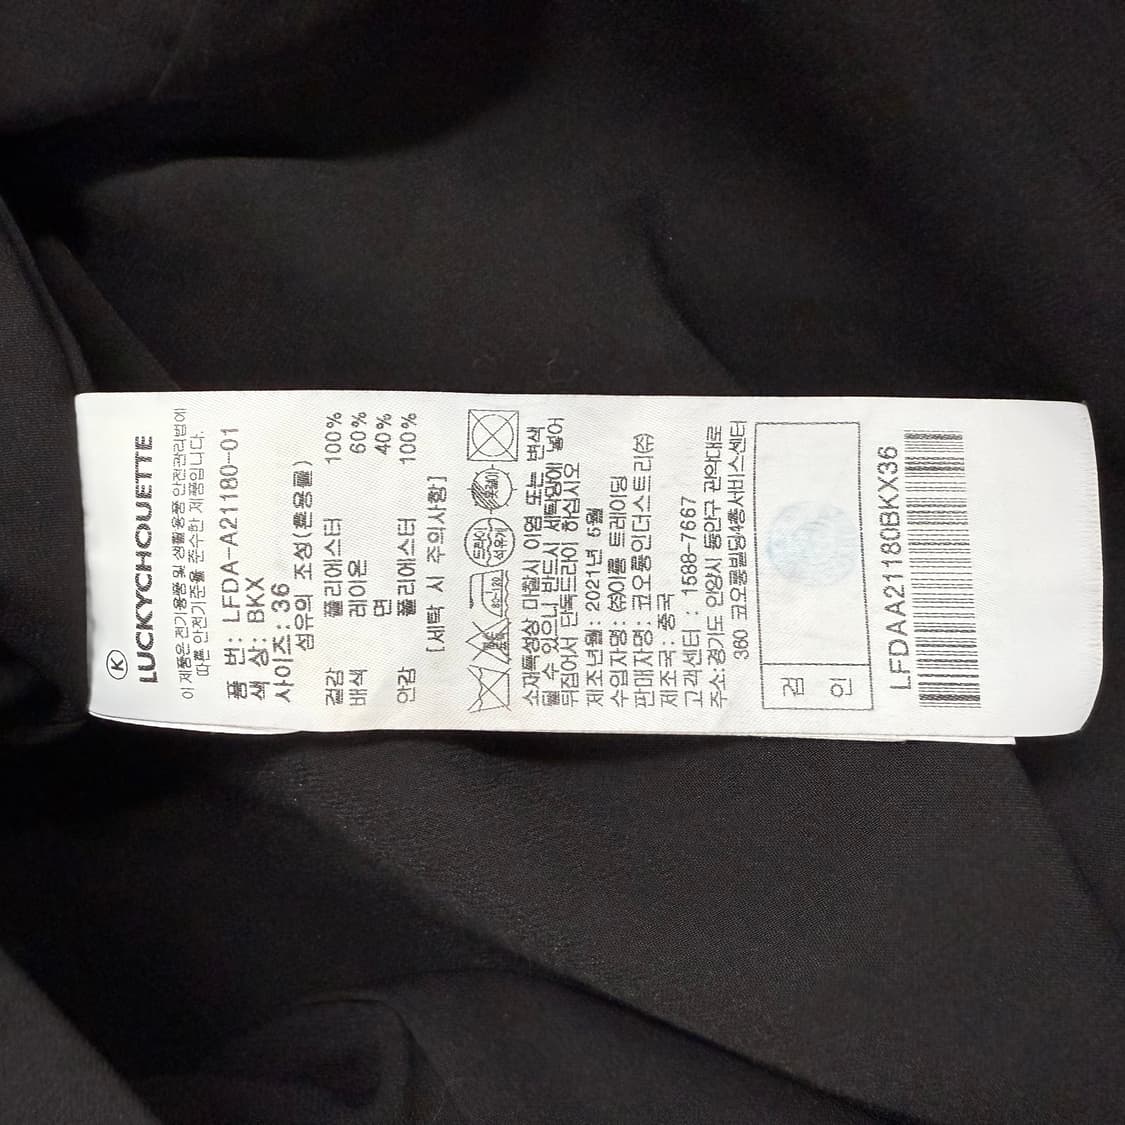 K
LUCKYCHOUETTE
이 제품은 전기용품및 생활용품 안전관리법에
따른 안전기준을 준수한 제품입니다.
품 번: LFDA-A21180-01
색 상: BKX
사이즈: 36
섬유의 조성(혼용률)
겉감 폴리에스터 100%
배색 레이온 60%
면 40%
안감 폴리에스터 100%
[세탁 시 주의사항]
드라이
석유계
80~120
소재특성상 마찰시 이염 또는 변색
될 수 있으니 반드시 세탁망에 넣어
뒤집어서 단독드라이 하십시오
제조년월: 2021년 5월
수입자명: ㈜이룸 트레이딩
판매자명: 코오롱인더스트리㈜
제조국: 중국
고객센터 : 1588-7667
주소:경기도 안양시 동안구 관악대로
360 코오롱빌딩4층서비스센터
검 인
LFDAA21180BKX36